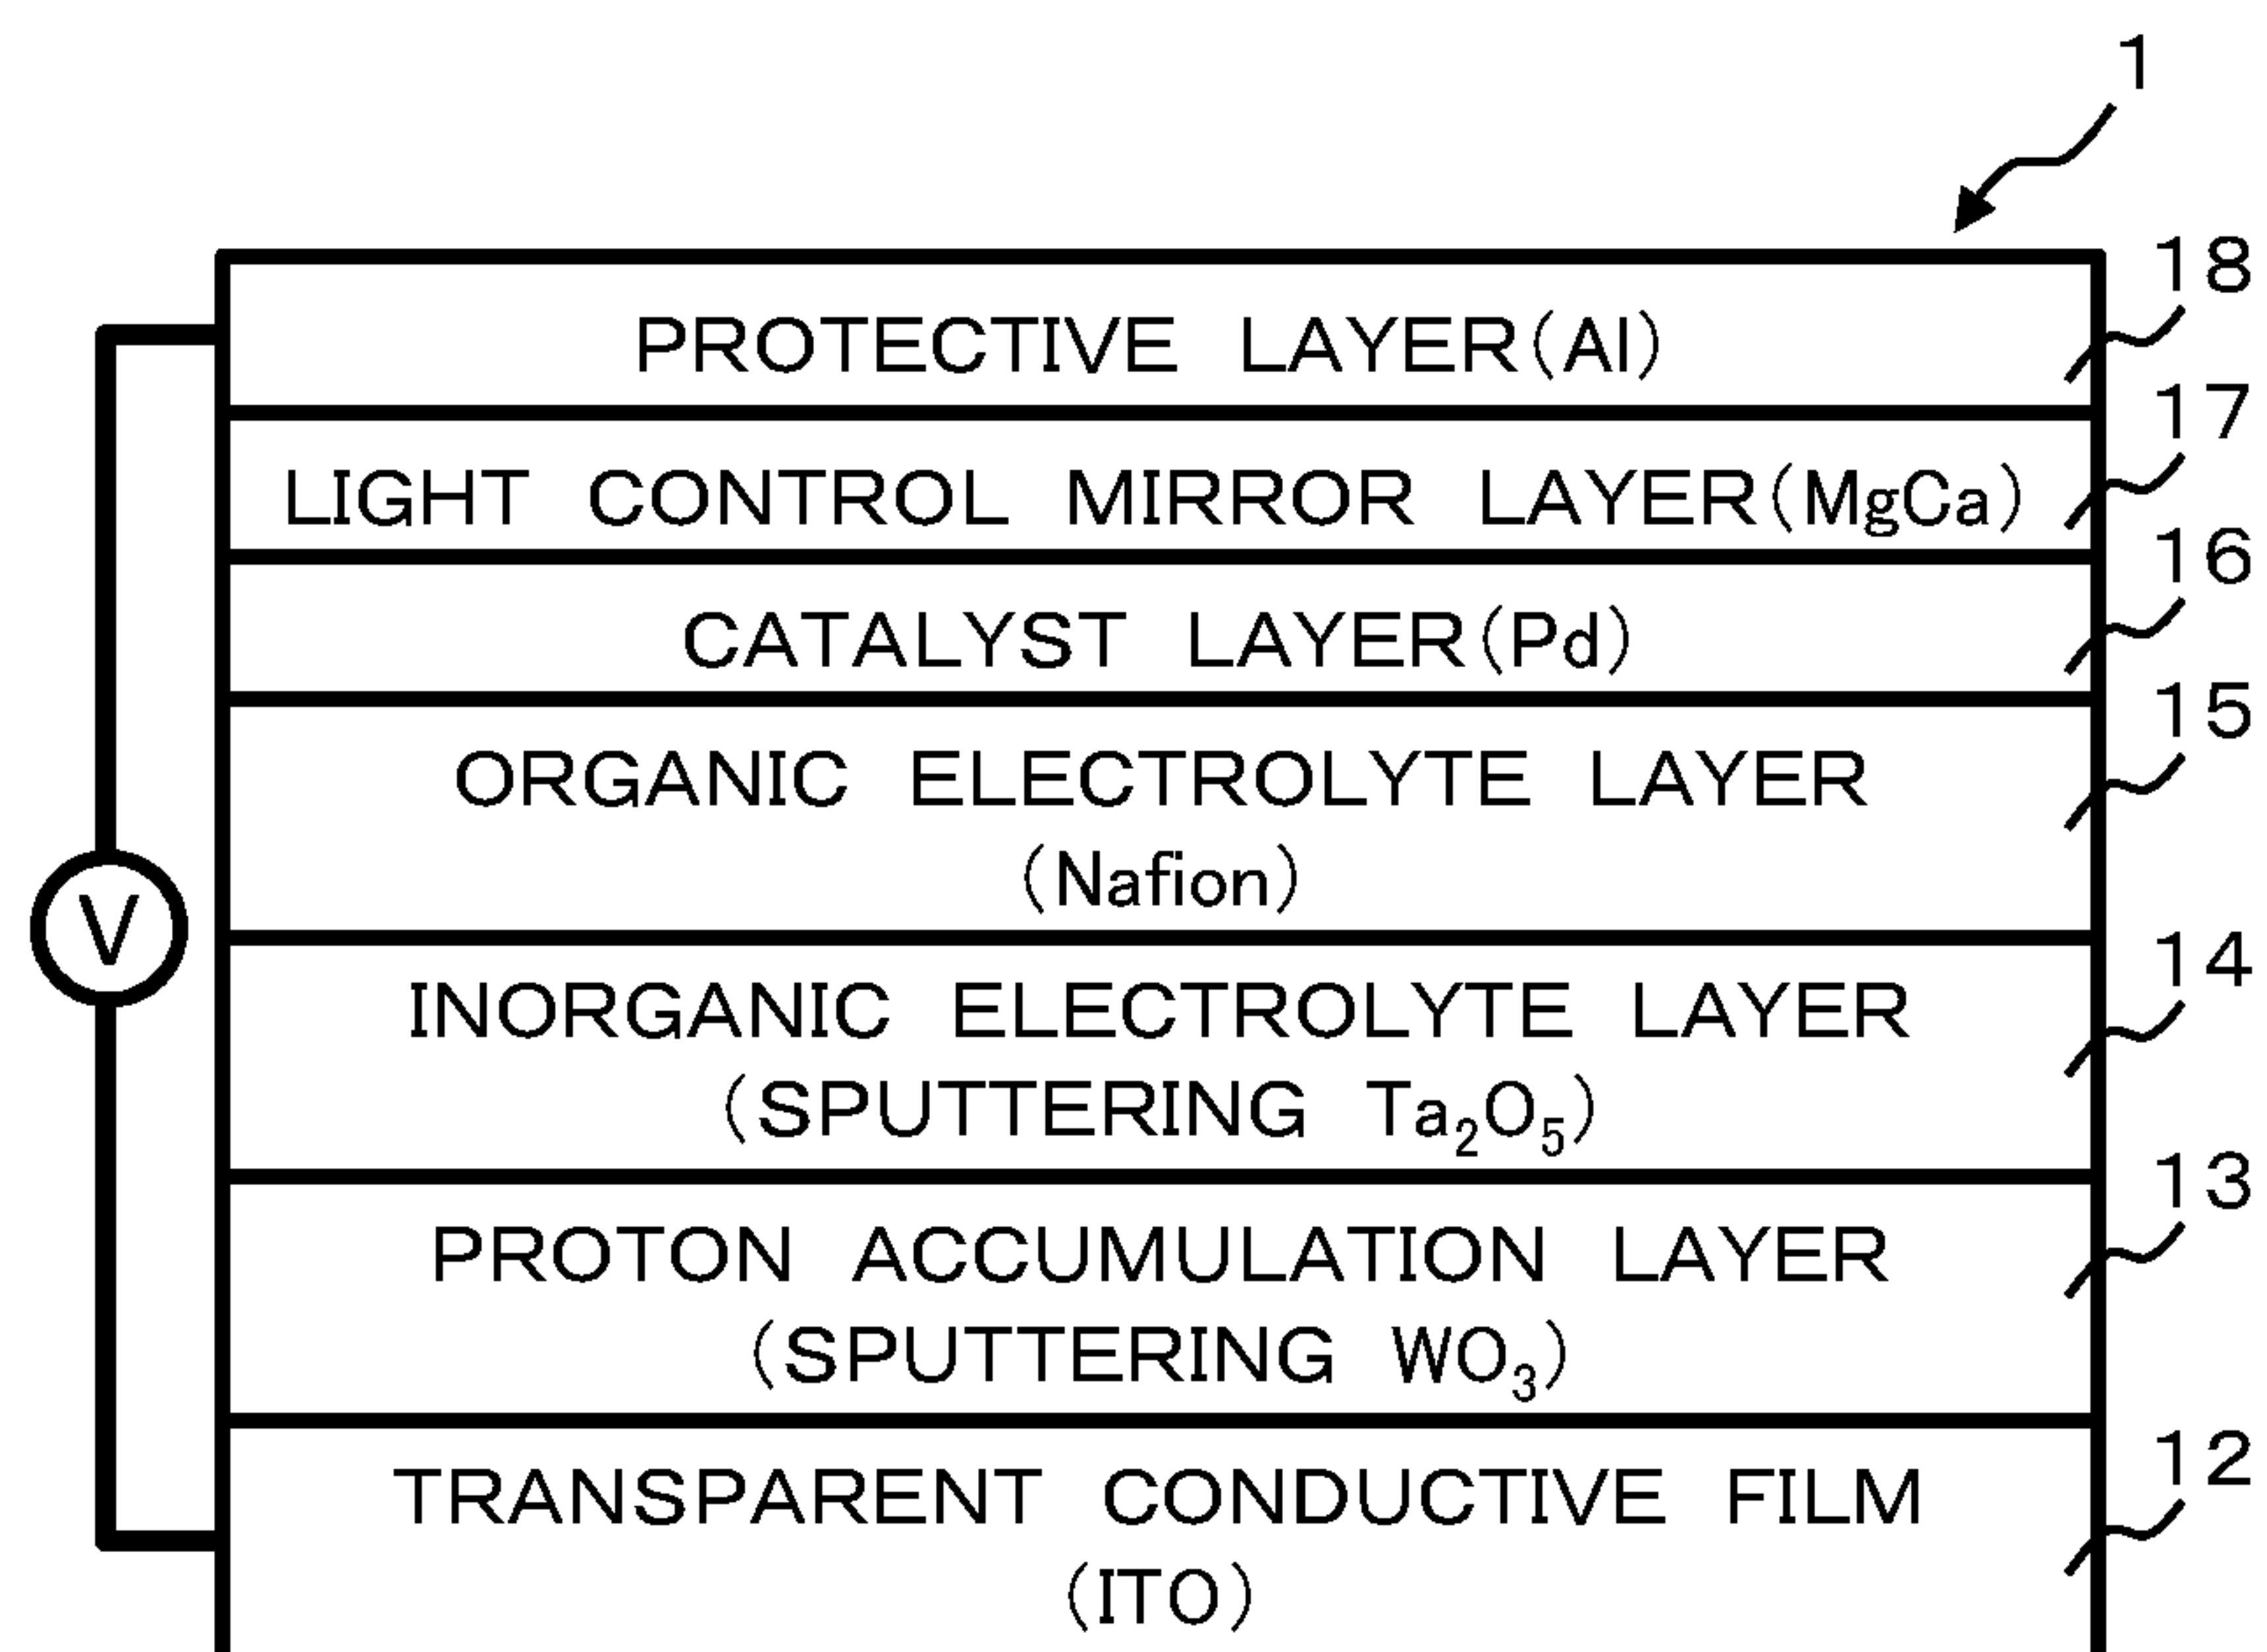 1
18
PROTECTIVE LAYER(Al)
17
LIGHT CONTROL MIRROR LAYER(MgCa)
16
CATALYST LAYER(Pd)
15
ORGANIC ELECTROLYTE LAYER
(Nafion)
V
14
INORGANIC ELECTROLYTE LAYER
(SPUTTERING Ta₂O₅)
13
PROTON ACCUMULATION LAYER
(SPUTTERING WO₃)
12
TRANSPARENT CONDUCTIVE FILM
(ITO)